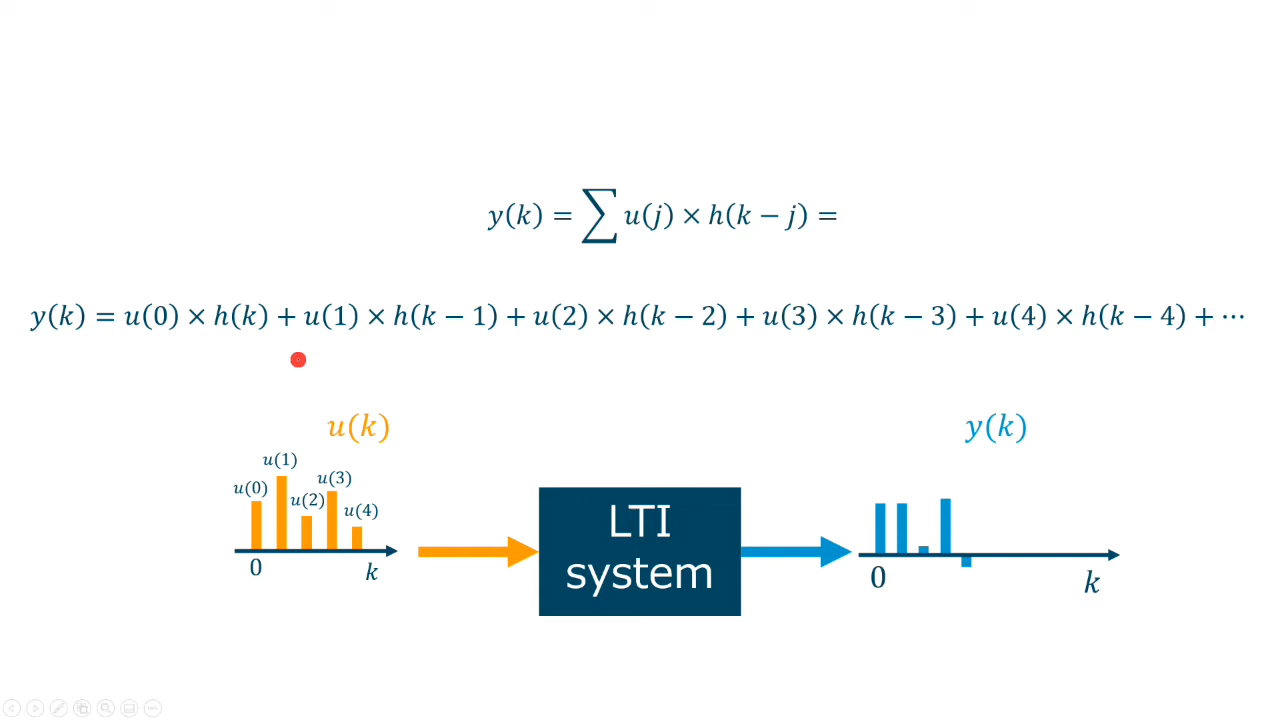 y(k) = ∑ u(j) × h(k − j) =
y(k) = u(0) × h(k) + u(1) × h(k − 1) + u(2) × h(k − 2) + u(3) × h(k − 3) + u(4) × h(k − 4) + ⋯
u(k)
y(k)
u(1)
u(3)
u(0)
u(2)
u(4)
LTI
system
0
k
0
k